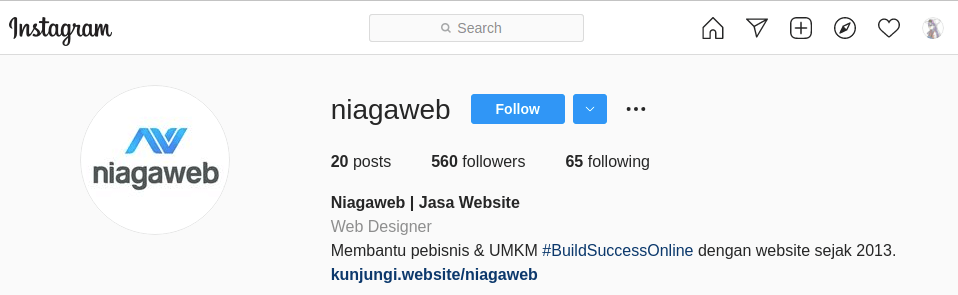 Instagram
Search
niagaweb
niagaweb Follow
20 posts 560 followers 65 following
Niagaweb | Jasa Website
Web Designer
Membantu pebisnis & UMKM #BuildSuccessOnline dengan website sejak 2013.
kunjungi.website/niagaweb